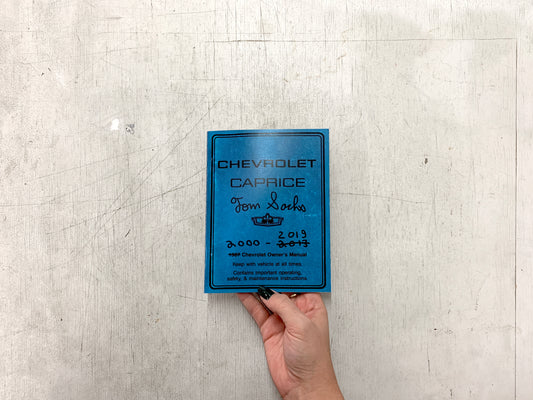 CHEVROLET
CAPRICE
Tom Sachs
2019
2000 - 2017
1989 Chevrolet Owner's Manual
Keep with vehicle at all times.
Contains important operating,
safety, & maintenance instructions.